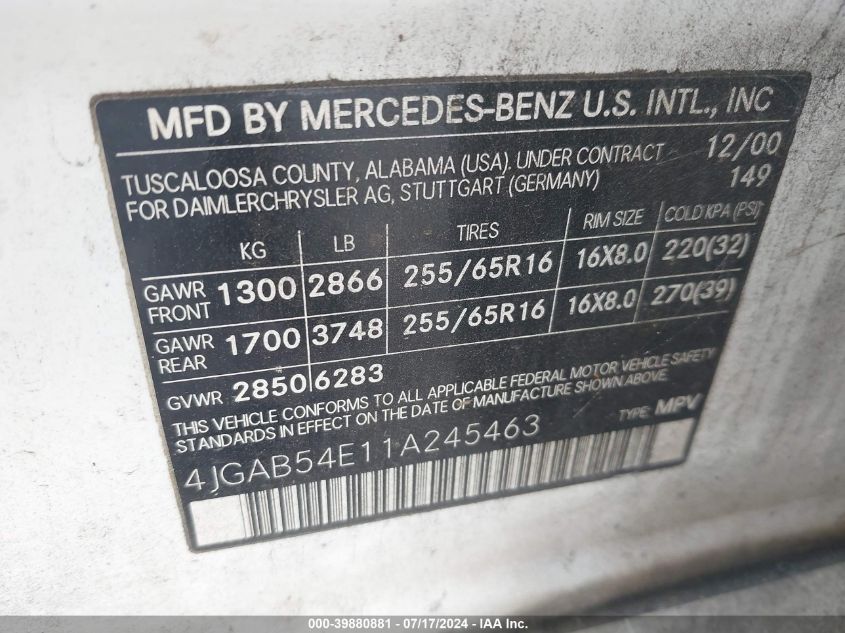 MFD BY MERCEDES-BENZ U.S. INTL., INC
TUSCALOOSA COUNTY, ALABAMA (USA). UNDER CONTRACT 12/00
FOR DAIMLERCHRYSLER AG, STUTTGART (GERMANY) 149
KG LB TIRES RIM SIZE COLD KPA (PSI)
GAWR FRONT 1300 2866 255/65R16 16X8.0 220(32)
GAWR REAR 1700 3748 255/65R16 16X8.0 270(39)
GVWR 2850 6283
THIS VEHICLE CONFORMS TO ALL APPLICABLE FEDERAL MOTOR VEHICLE SAFETY
STANDARDS IN EFFECT ON THE DATE OF MANUFACTURE SHOWN ABOVE.
4JGAB54E11A245463 TYPE: MPV
000-39880881 - 07/17/2024 - IAA Inc.